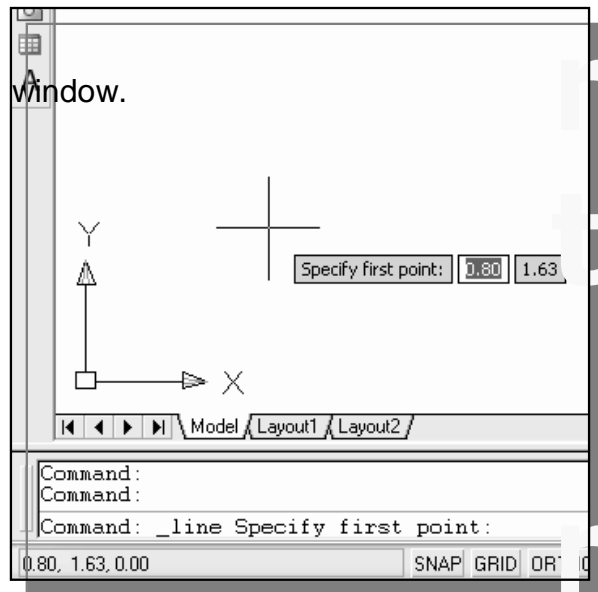 A
window.
Y
Specify first point: 0.80 1.63
X
Model Layout1 Layout2
Command:
Command:
Command: _line Specify first point:
0.80, 1.63, 0.00 SNAP GRID